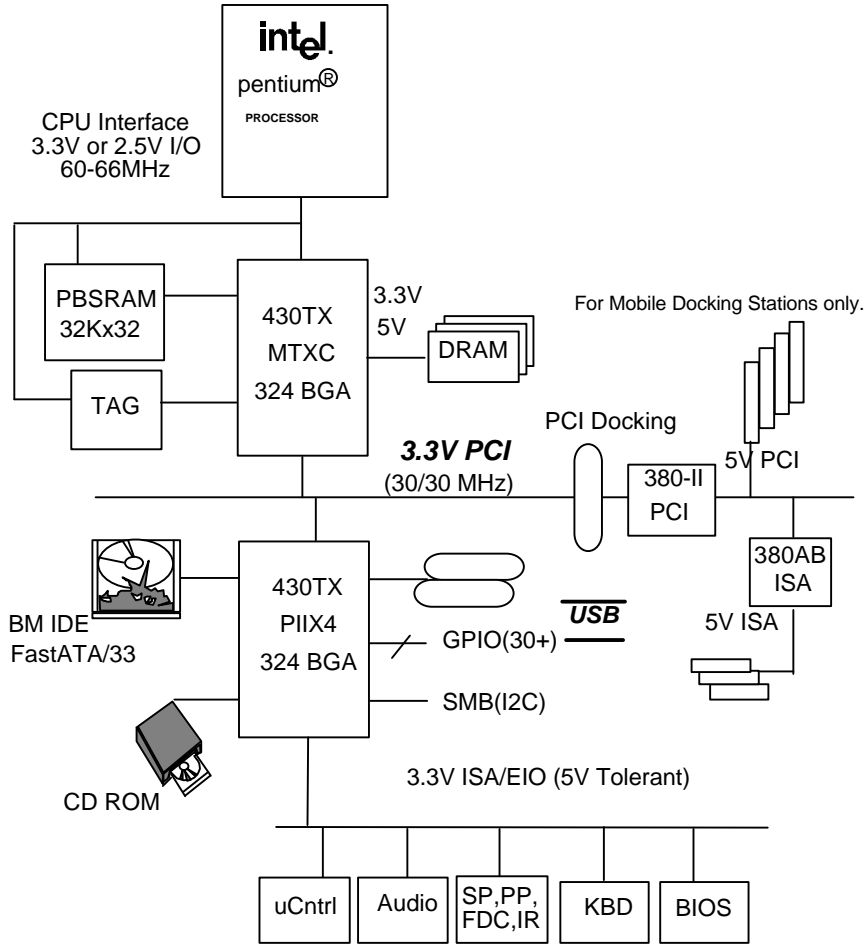 intel.
pentium®
PROCESSOR
CPU Interface
3.3V or 2.5V I/O
60-66MHz
PBSRAM
32Kx32
TAG
430TX
MTXC
324 BGA
3.3V
5V
DRAM
For Mobile Docking Stations only.
PCI Docking
3.3V PCI
(30/30 MHz)
380-II
PCI
5V PCI
380AB
ISA
5V ISA
BM IDE
FastATA/33
430TX
PIIX4
324 BGA
USB
GPIO(30+)
SMB(I2C)
CD ROM
3.3V ISA/EIO (5V Tolerant)
uCntrl
Audio
SP,PP,
FDC,IR
KBD
BIOS